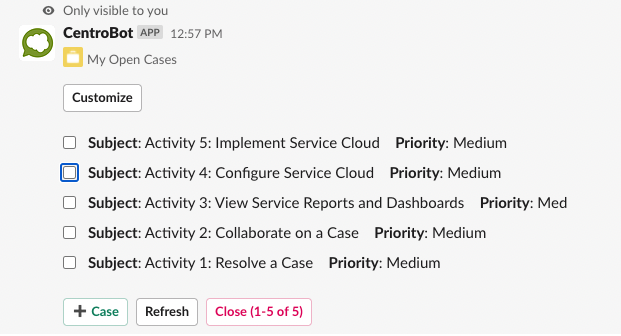 Only visible to you
CentroBot APP 12:57 PM
My Open Cases
Customize
Subject: Activity 5: Implement Service Cloud Priority: Medium
Subject: Activity 4: Configure Service Cloud Priority: Medium
Subject: Activity 3: View Service Reports and Dashboards Priority: Med
Subject: Activity 2: Collaborate on a Case Priority: Medium
Subject: Activity 1: Resolve a Case Priority: Medium
+ Case Refresh Close (1-5 of 5)